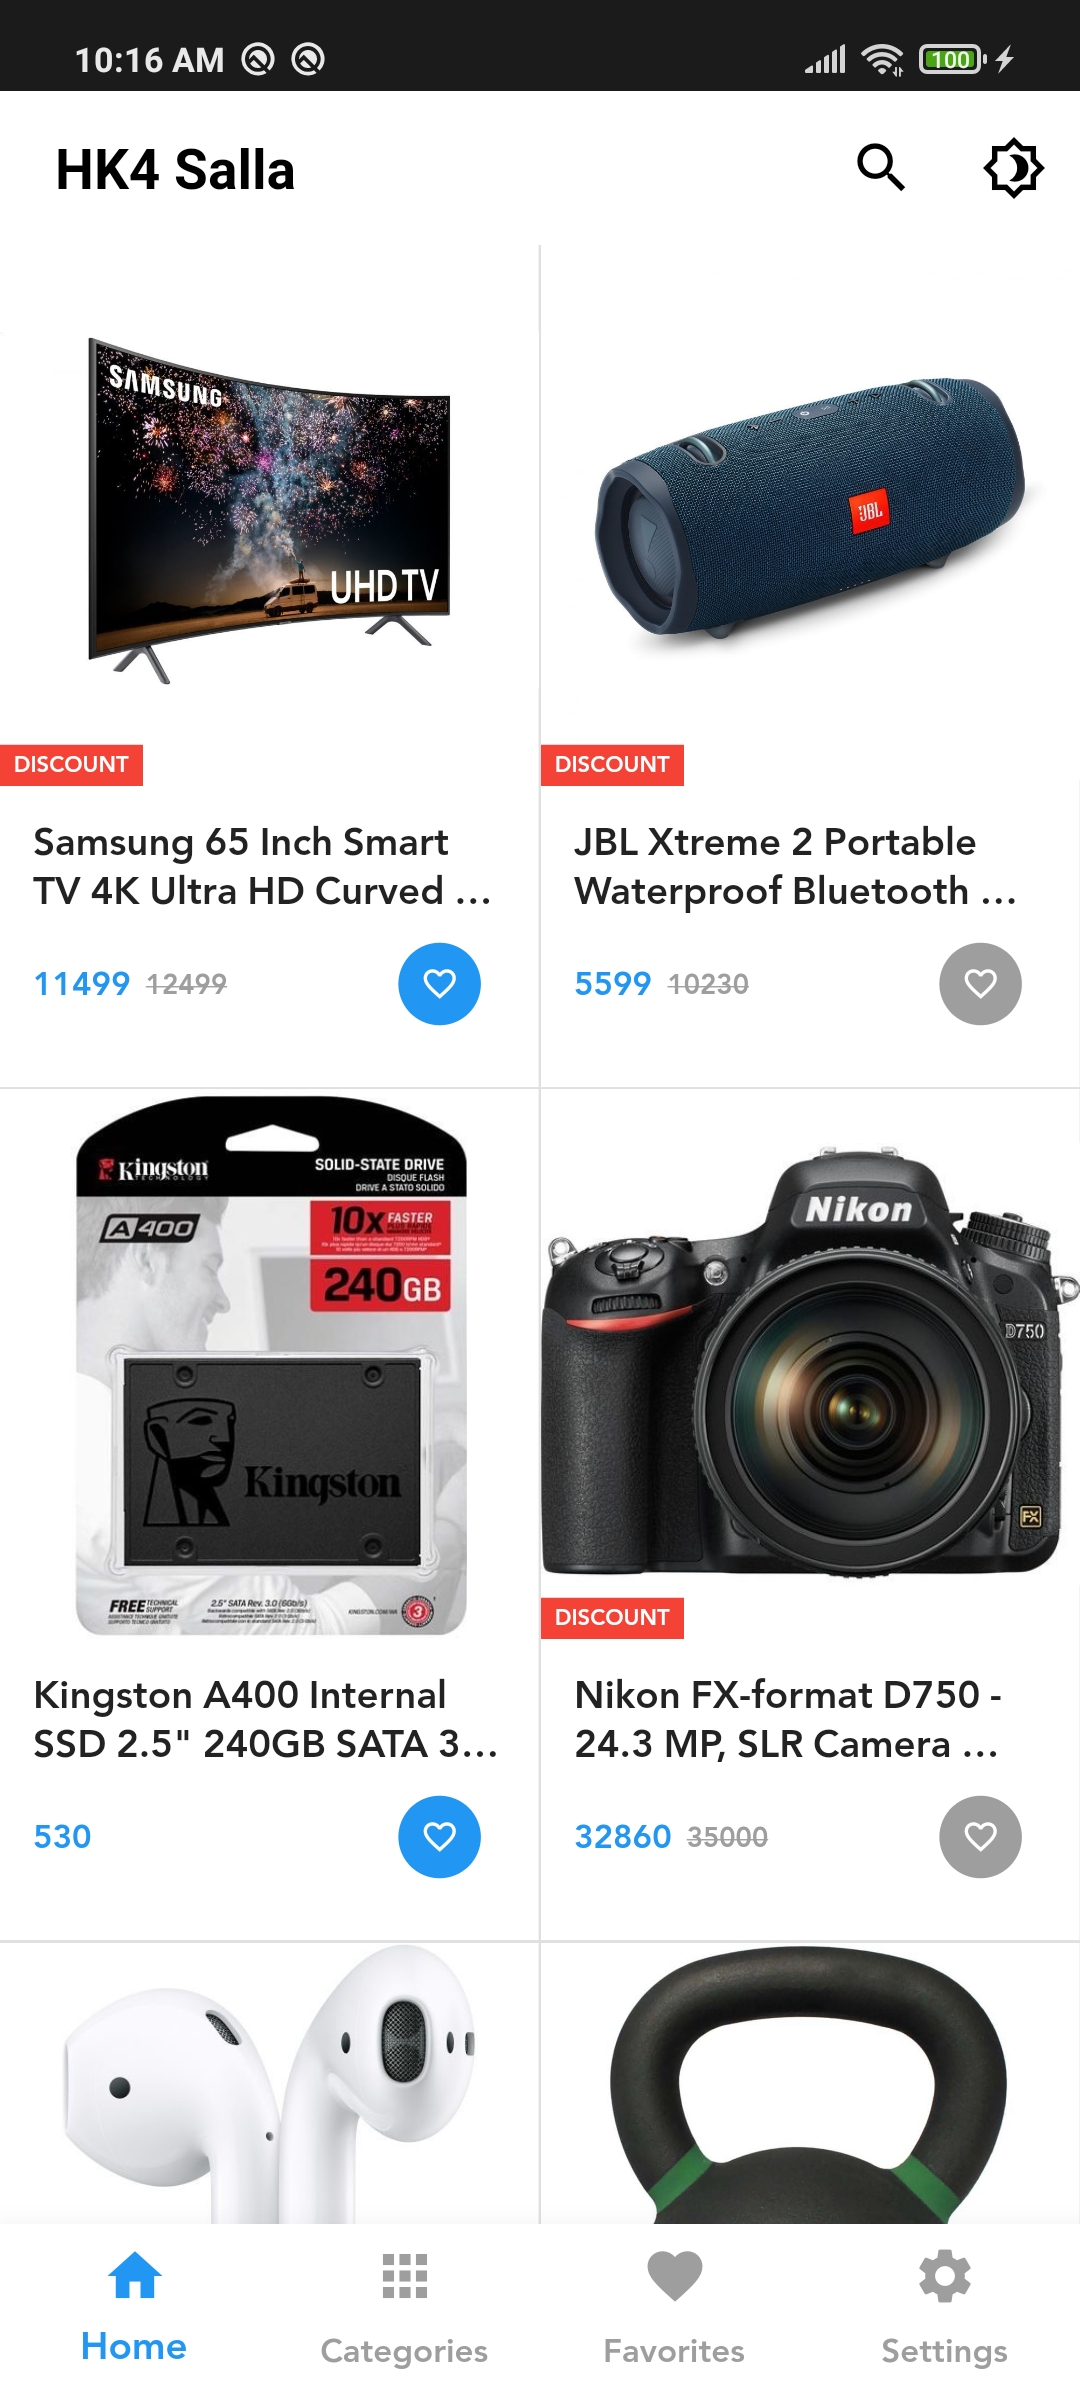 10:16 AM
100
HK4 Salla
SAMSUNG
UHD TV
JBL
DISCOUNT
DISCOUNT
Samsung 65 Inch Smart
TV 4K Ultra HD Curved ...
JBL Xtreme 2 Portable
Waterproof Bluetooth ...
11499 12499
5599 10230
Kingston
TECHNOLOGY
SOLID-STATE DRIVE
DISQUE FLASH
DRIVE A STATO SOLIDO
A400
10x FASTER
PLUS RAPIDE
240GB
Kingston
FREE TECHNICAL
SUPPORT
2.5" SATA Rev. 3.0 (6Gb/s)
3
Nikon
D750
FX
DISCOUNT
Kingston A400 Internal
SSD 2.5" 240GB SATA 3...
Nikon FX-format D750 -
24.3 MP, SLR Camera ...
530
32860 35000
Home
Categories
Favorites
Settings